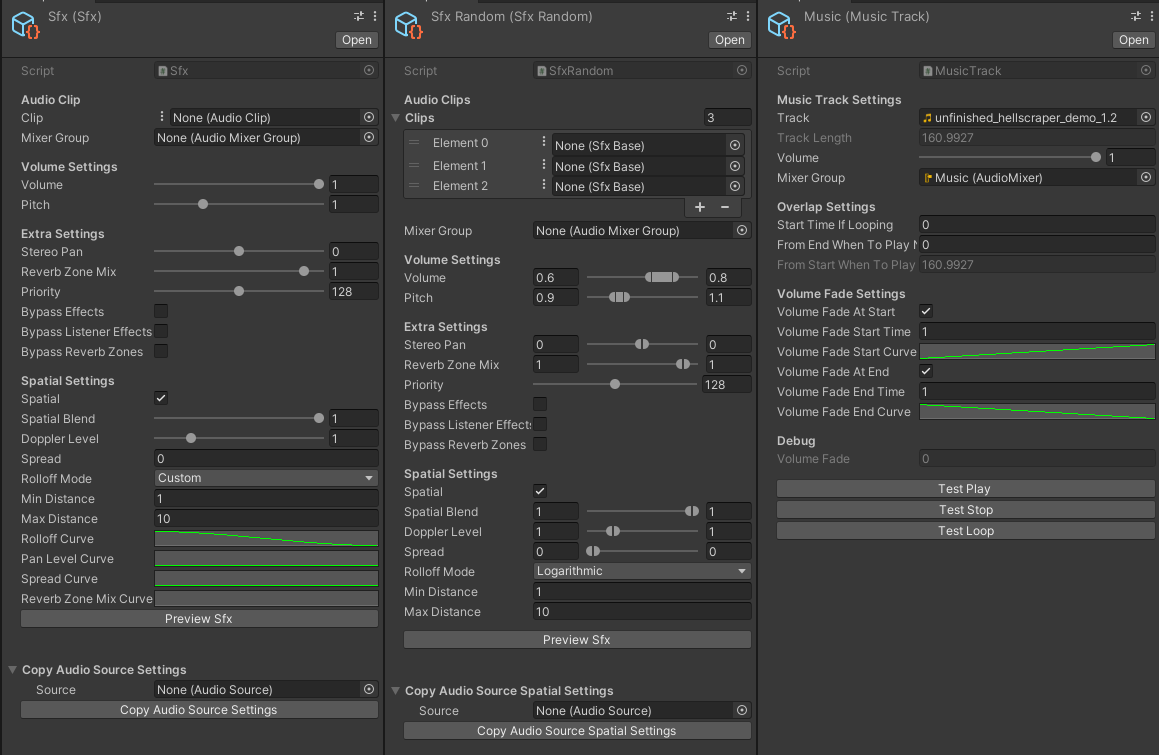 Sfx (Sfx)
Open
Script Sfx
Audio Clip
Clip None (Audio Clip)
Mixer Group None (Audio Mixer Group)
Volume Settings
Volume 1
Pitch 1
Extra Settings
Stereo Pan 0
Reverb Zone Mix 1
Priority 128
Bypass Effects
Bypass Listener Effects
Bypass Reverb Zones
Spatial Settings
Spatial
Spatial Blend 1
Doppler Level 1
Spread 0
Rolloff Mode Custom
Min Distance 1
Max Distance 10
Rolloff Curve
Pan Level Curve
Spread Curve
Reverb Zone Mix Curve
Preview Sfx
Copy Audio Source Settings
Source None (Audio Source)
Copy Audio Source Settings
Sfx Random (Sfx Random)
Open
Script SfxRandom
Audio Clips
Clips 3
Element 0 None (Sfx Base)
Element 1 None (Sfx Base)
Element 2 None (Sfx Base)
+ −
Mixer Group None (Audio Mixer Group)
Volume Settings
Volume 0.6 0.8
Pitch 0.9 1.1
Extra Settings
Stereo Pan 0 0
Reverb Zone Mix 1 1
Priority 128
Bypass Effects
Bypass Listener Effects
Bypass Reverb Zones
Spatial Settings
Spatial
Spatial Blend 1 1
Doppler Level 1 1
Spread 0 0
Rolloff Mode Logarithmic
Min Distance 1
Max Distance 10
Preview Sfx
Copy Audio Source Spatial Settings
Source None (Audio Source)
Copy Audio Source Spatial Settings
Music (Music Track)
Open
Script MusicTrack
Music Track Settings
Track unfinished_hellscraper_demo_1.2
Track Length 160.9927
Volume 1
Mixer Group Music (AudioMixer)
Overlap Settings
Start Time If Looping 0
From End When To Play N 0
From Start When To Play 160.9927
Volume Fade Settings
Volume Fade At Start
Volume Fade Start Time 1
Volume Fade Start Curve
Volume Fade At End
Volume Fade End Time 1
Volume Fade End Curve
Debug
Volume Fade 0
Test Play
Test Stop
Test Loop